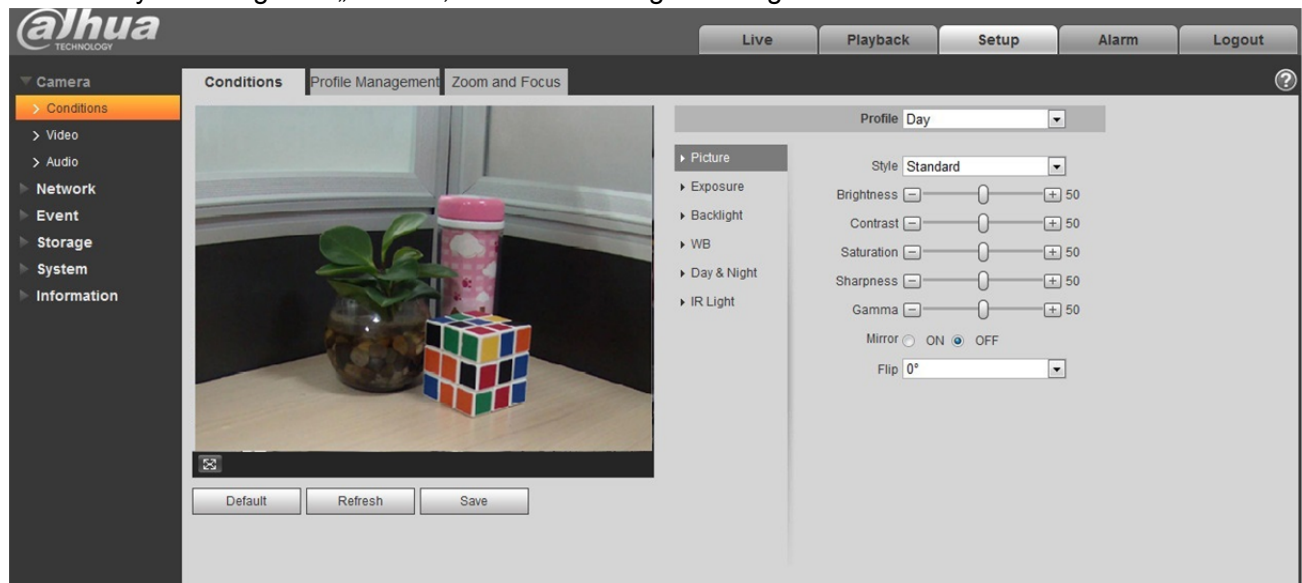 alhua
TECHNOLOGY
Live Playback Setup Alarm Logout
Camera
Conditions
Video
Audio
Network
Event
Storage
System
Information
Conditions Profile Management Zoom and Focus
?
Profile Day
Picture
Exposure
Backlight
WB
Day & Night
IR Light
Style Standard
Brightness 50
Contrast 50
Saturation 50
Sharpness 50
Gamma 50
Mirror ON OFF
Flip 0°
Default Refresh Save